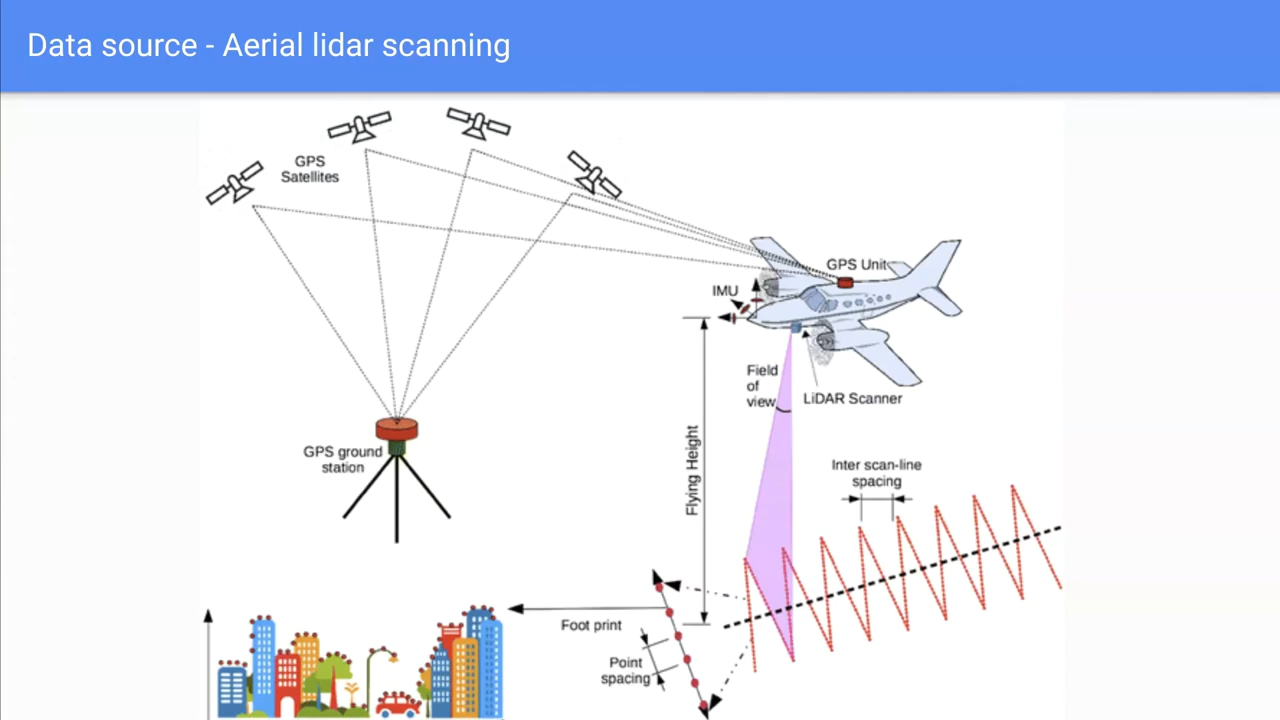 Data source - Aerial lidar scanning
GPS
Satellites
GPS Unit
IMU
Field
of
view
LiDAR Scanner
GPS ground
station
Flying Height
Inter scan-line
spacing
Foot print
Point
spacing